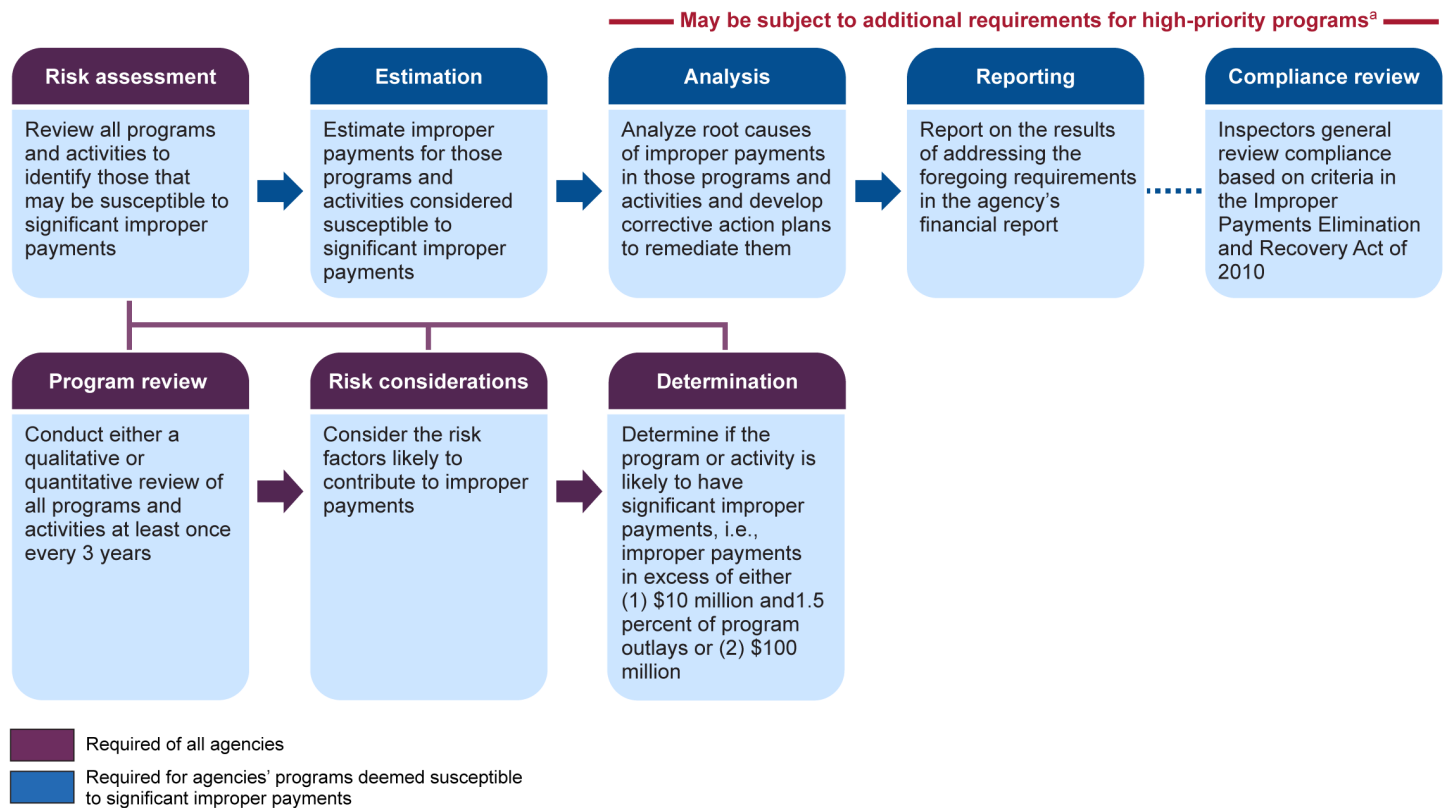 May be subject to additional requirements for high-priority programsa
Risk assessment
Review all programs
and activities to
identify those that
may be susceptible to
significant improper
payments
Estimation
Estimate improper
payments for those
programs and
activities considered
susceptible to
significant improper
payments
Analysis
Analyze root causes
of improper payments
in those programs and
activities and develop
corrective action plans
to remediate them
Reporting
Report on the results
of addressing the
foregoing requirements
in the agency’s
financial report
Compliance review
Inspectors general
review compliance
based on criteria in
the Improper
Payments Elimination
and Recovery Act of
2010
Program review
Conduct either a
qualitative or
quantitative review of
all programs and
activities at least once
every 3 years
Risk considerations
Consider the risk
factors likely to
contribute to improper
payments
Determination
Determine if the
program or activity is
likely to have
significant improper
payments, i.e.,
improper payments
in excess of either
(1) $10 million and1.5
percent of program
outlays or (2) $100
million
Required of all agencies
Required for agencies’ programs deemed susceptible
to significant improper payments